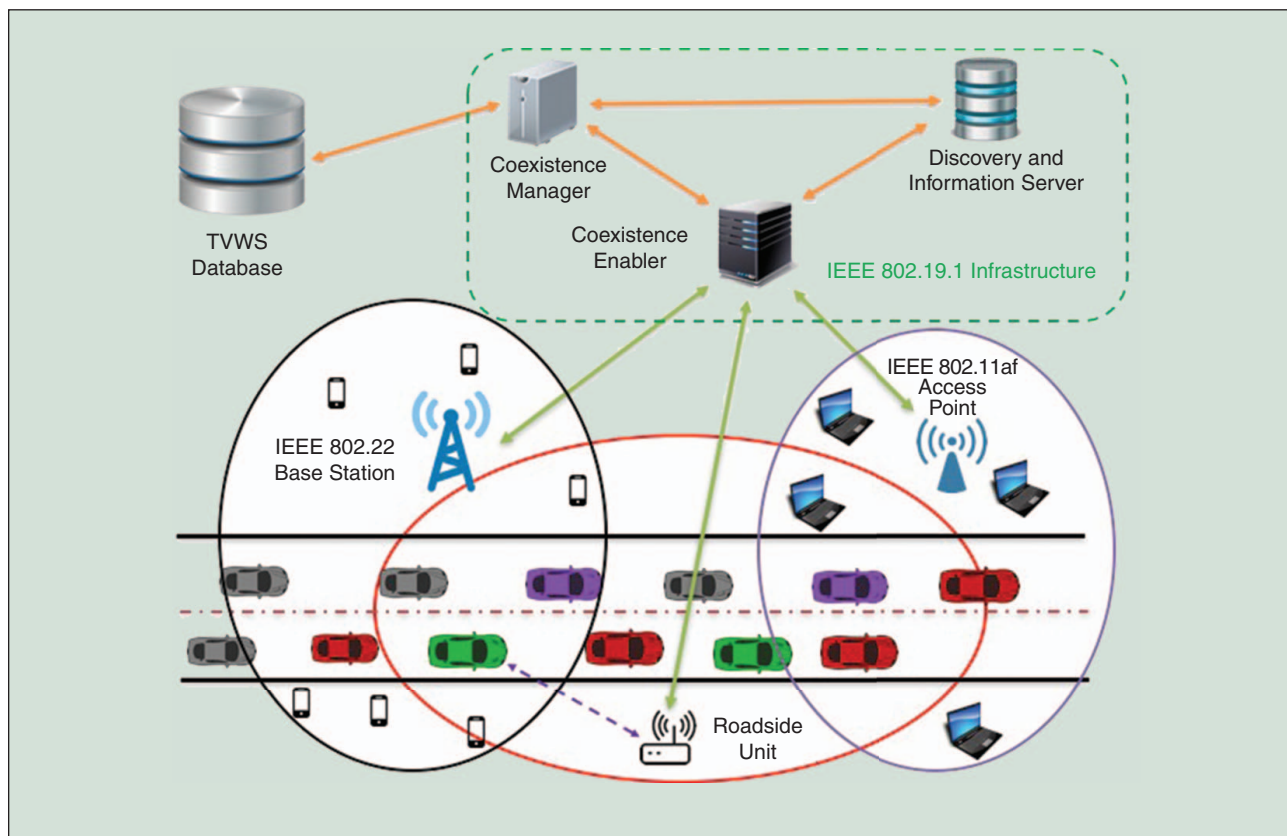 Coexistence
Manager
Discovery and
Information Server
TVWS
Database
Coexistence
Enabler
IEEE 802.19.1 Infrastructure
IEEE 802.11af
Access
Point
IEEE 802.22
Base Station
Roadside
Unit